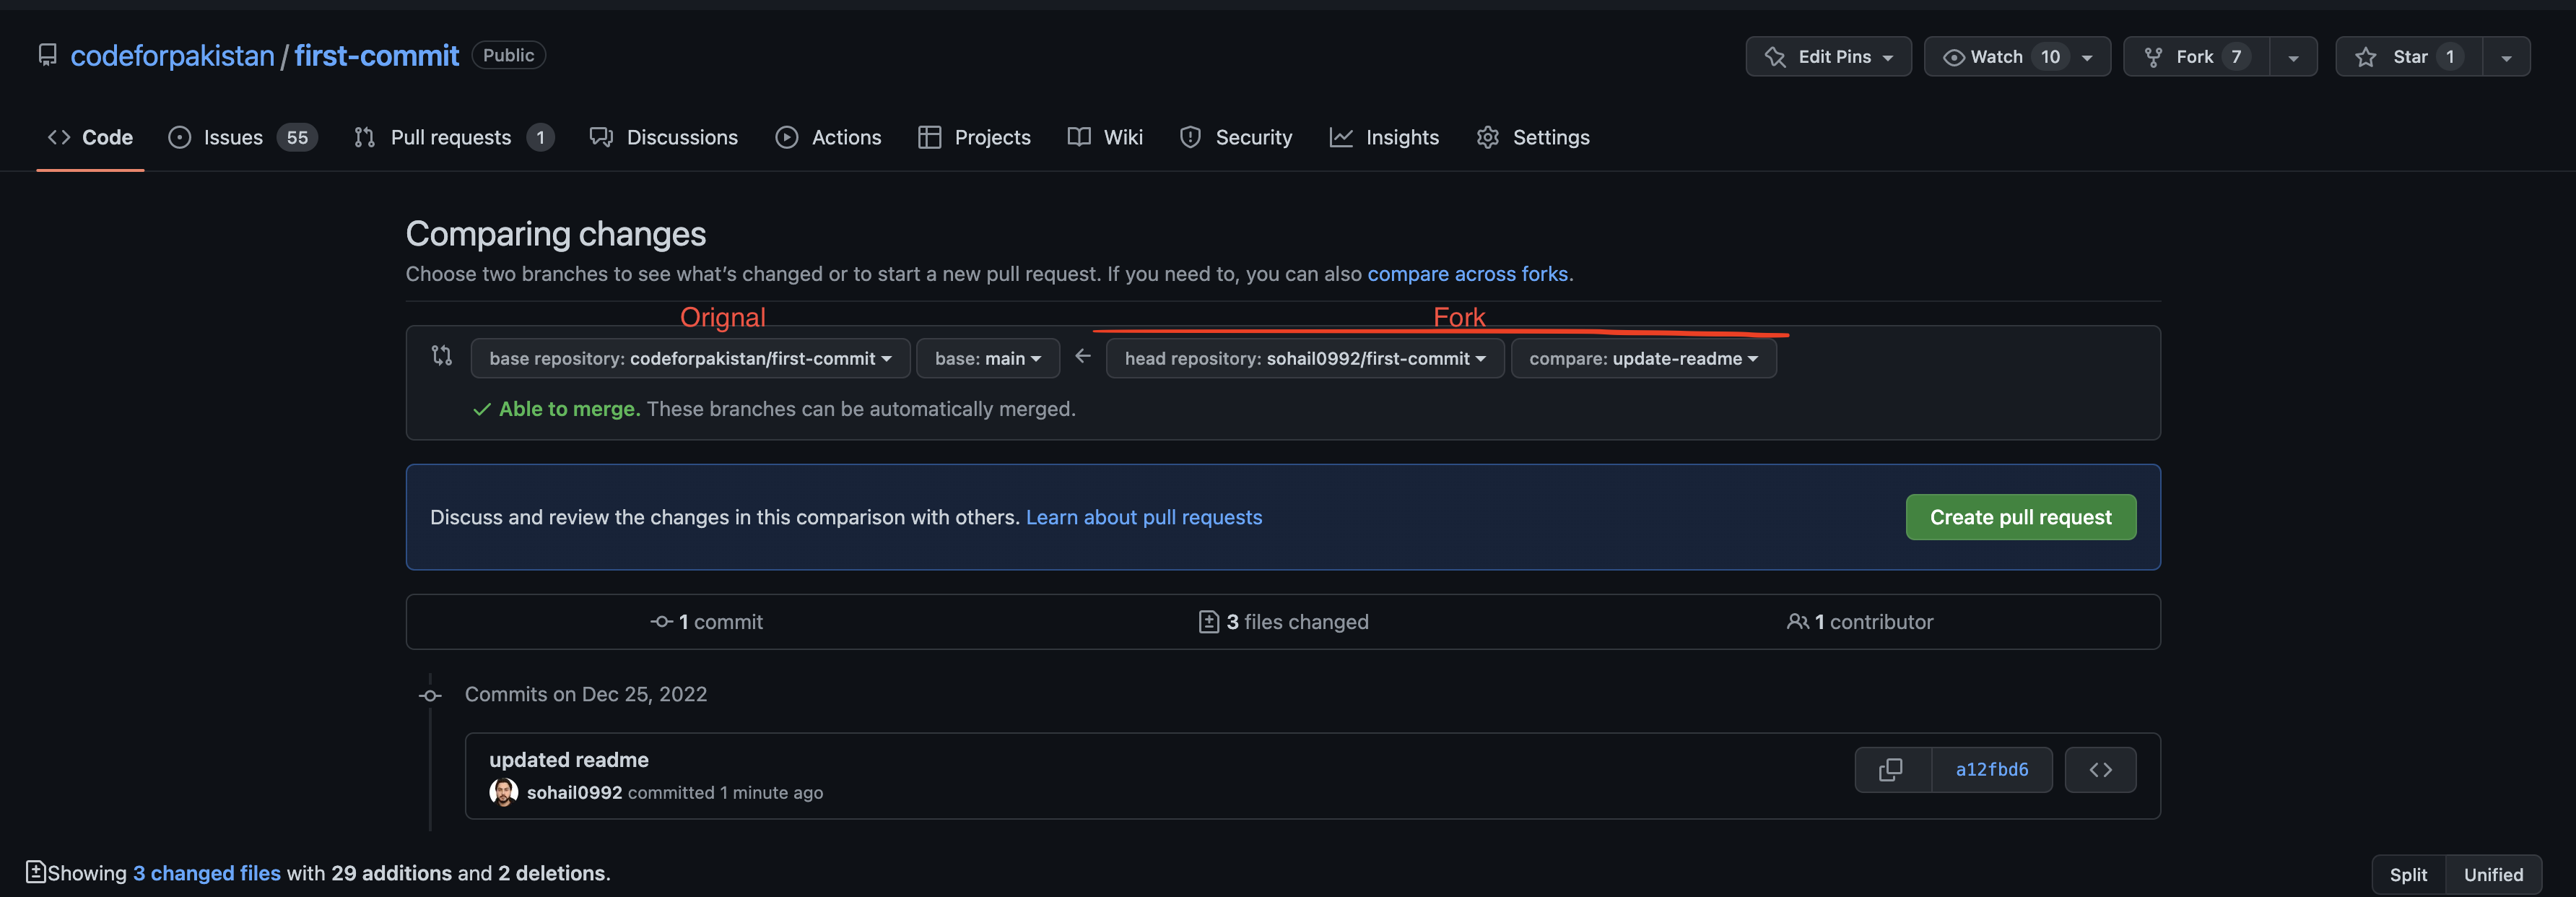 codeforpakistan / first-commit Public
Edit Pins Watch 10 Fork 7 Star 1
Code Issues 55 Pull requests 1 Discussions Actions Projects Wiki Security Insights Settings
Comparing changes
Choose two branches to see what's changed or to start a new pull request. If you need to, you can also compare across forks.
Orignal Fork
base repository: codeforpakistan/first-commit base: main ← head repository: sohail0992/first-commit compare: update-readme
Able to merge. These branches can be automatically merged.
Discuss and review the changes in this comparison with others. Learn about pull requests Create pull request
1 commit 3 files changed 1 contributor
Commits on Dec 25, 2022
updated readme
sohail0992 committed 1 minute ago
a12fbd6
Showing 3 changed files with 29 additions and 2 deletions.
Split Unified